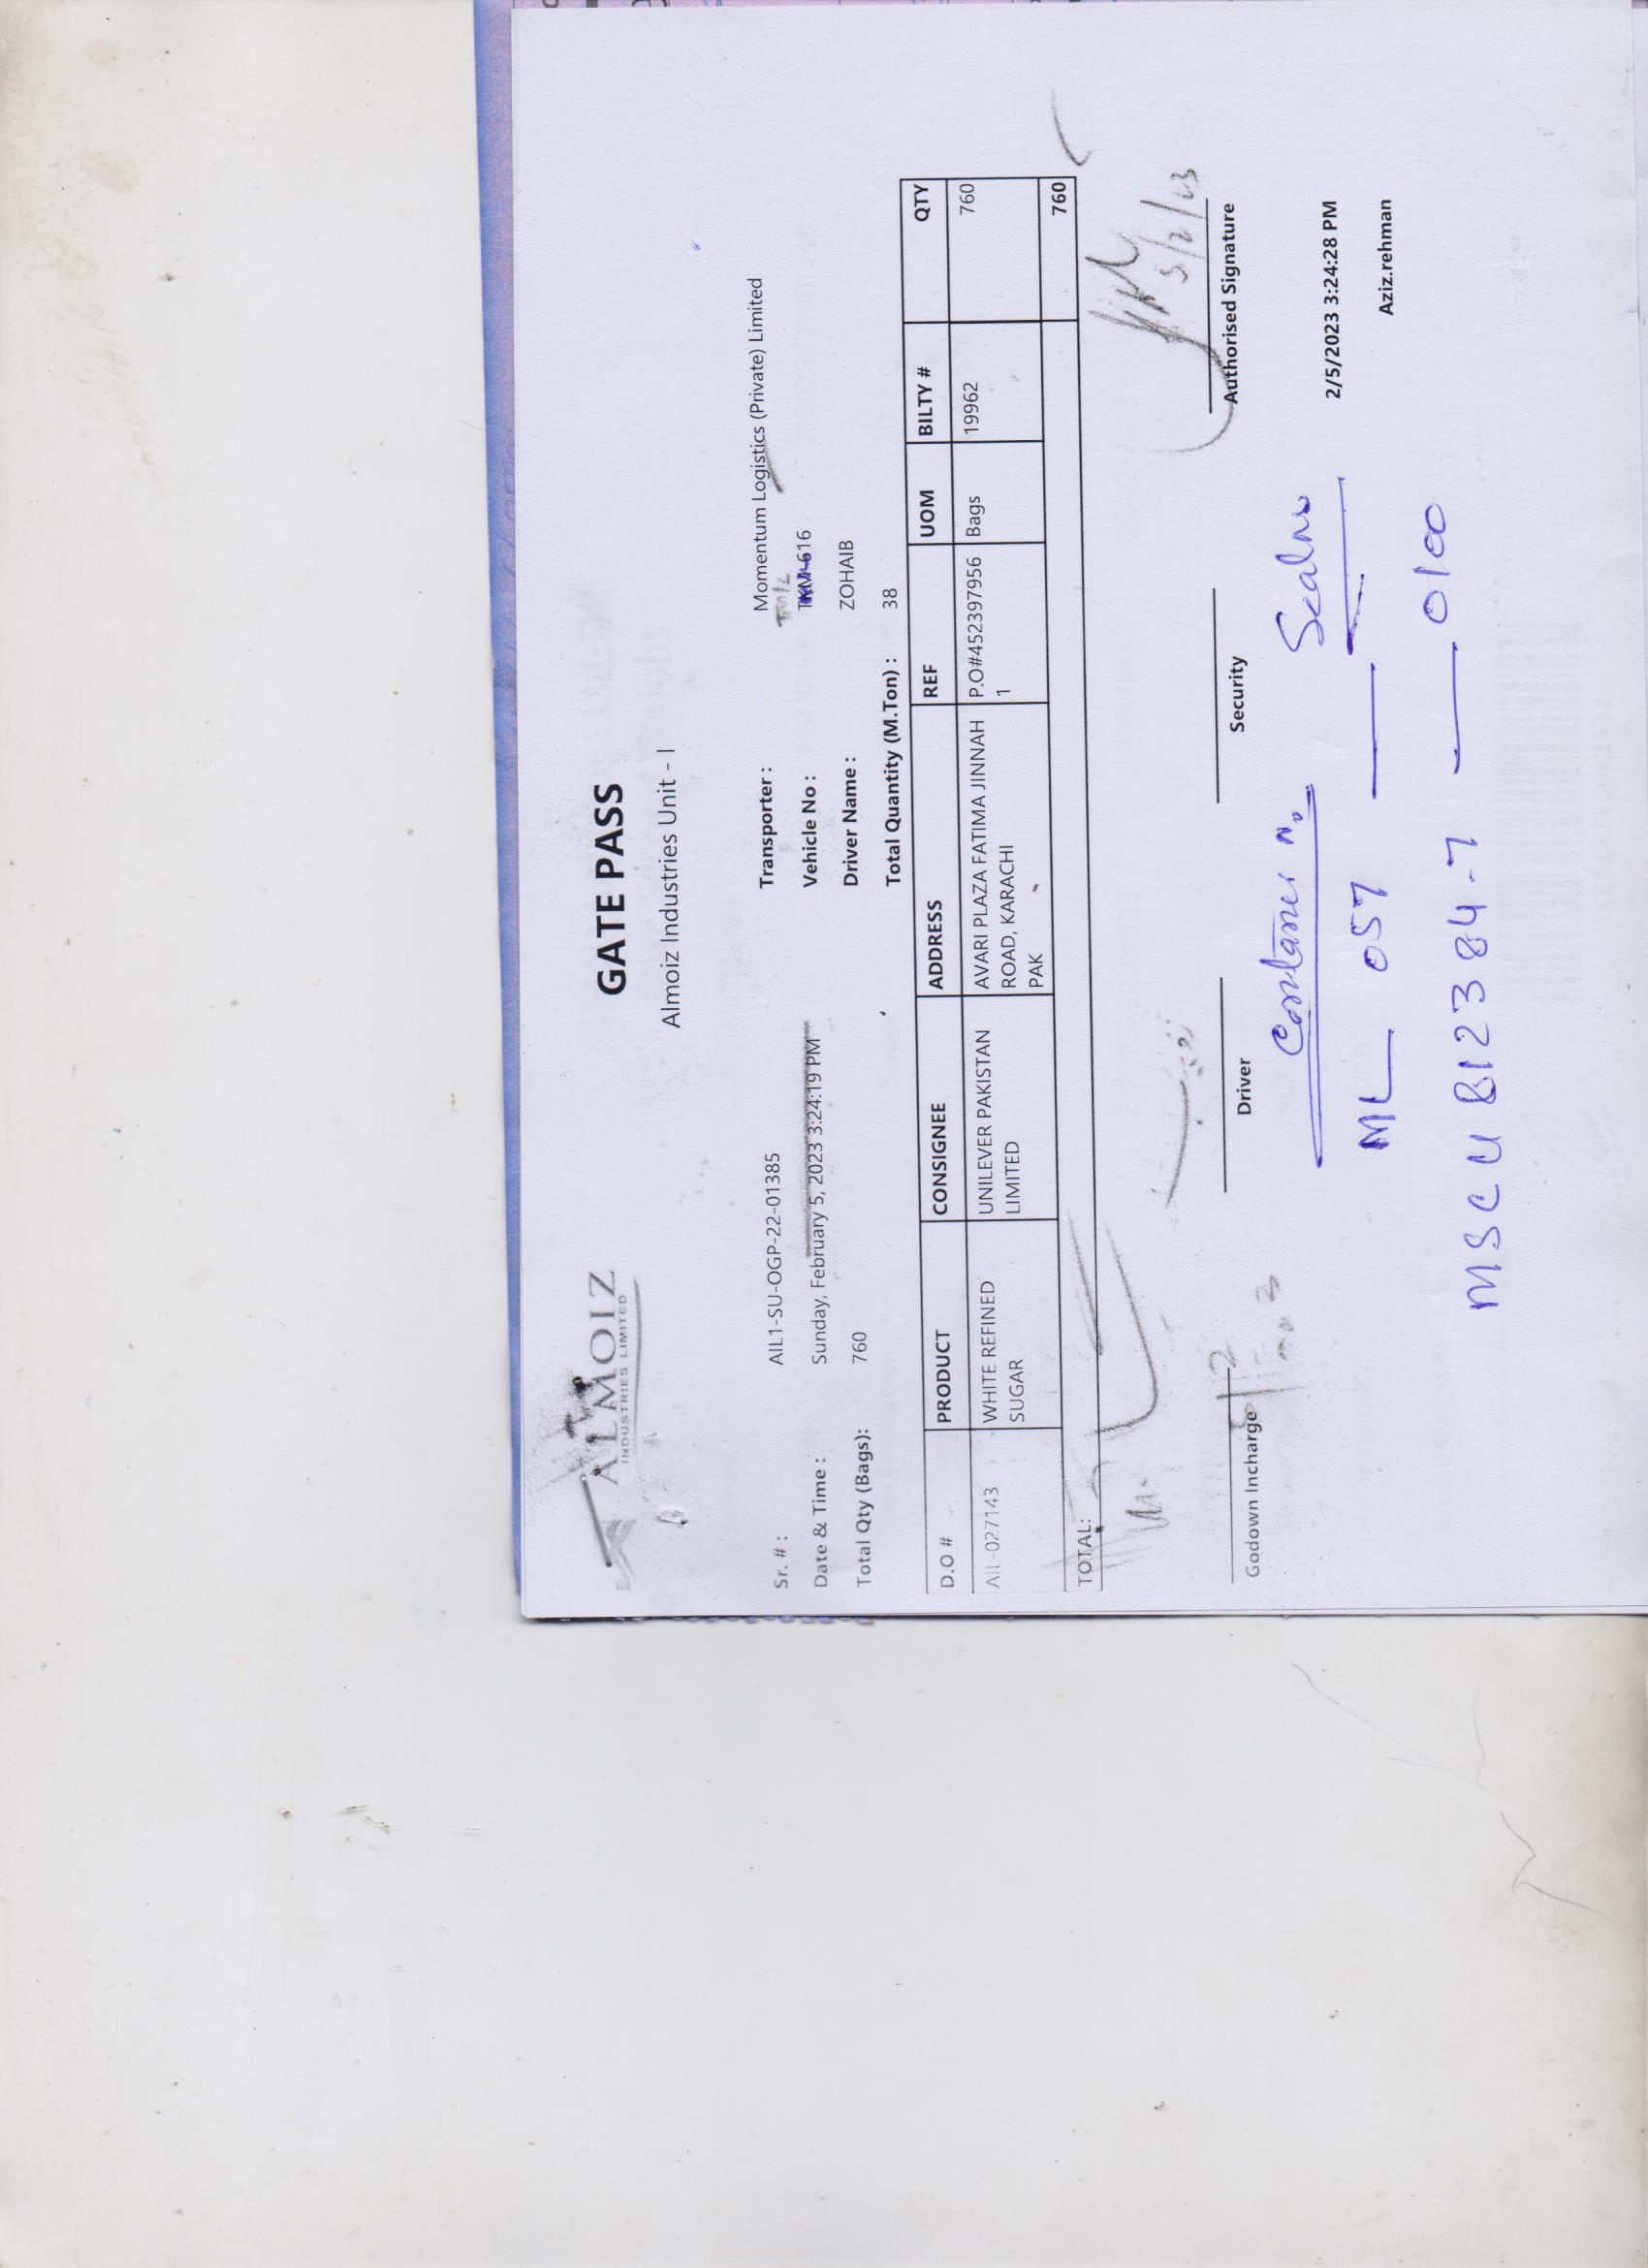 ALMOIZ
INDUSTRIES LIMITED
GATE PASS
Almoiz Industries Unit - I
Sr. # : AIL1-SU-OGP-22-01385 Transporter : Momentum Logistics (Private) Limited
Date & Time : Sunday, February 5, 2023 3:24:19 PM Vehicle No : 616
Total Qty (Bags): 760 Driver Name : ZOHAIB
Total Quantity (M.Ton) : 38
D.O # PRODUCT CONSIGNEE ADDRESS REF UOM BILTY # QTY
AIL-027143 WHITE REFINED UNILEVER PAKISTAN AVARI PLAZA FATIMA JINNAH P.O#452397956 Bags 19962 760
SUGAR LIMITED ROAD, KARACHI 1
PAK
TOTAL: 760
5/2/23
Godown Incharge Driver Security Authorised Signature
Container No
2/5/2023 3:24:28 PM
ML 057
Aziz.rehman
MSCU 812384-7 0100